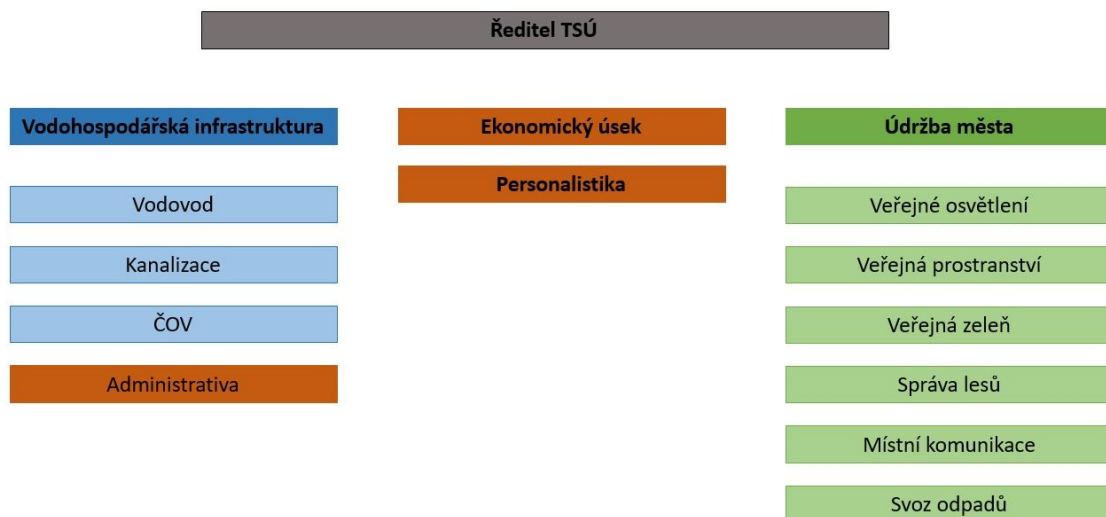 Ředitel TSÚ
Vodohospodářská infrastruktura
Vodovod
Kanalizace
ČOV
Administrativa
Ekonomický úsek
Personalistika
Údržba města
Veřejné osvětlení
Veřejná prostranství
Veřejná zeleň
Správa lesů
Místní komunikace
Svoz odpadů